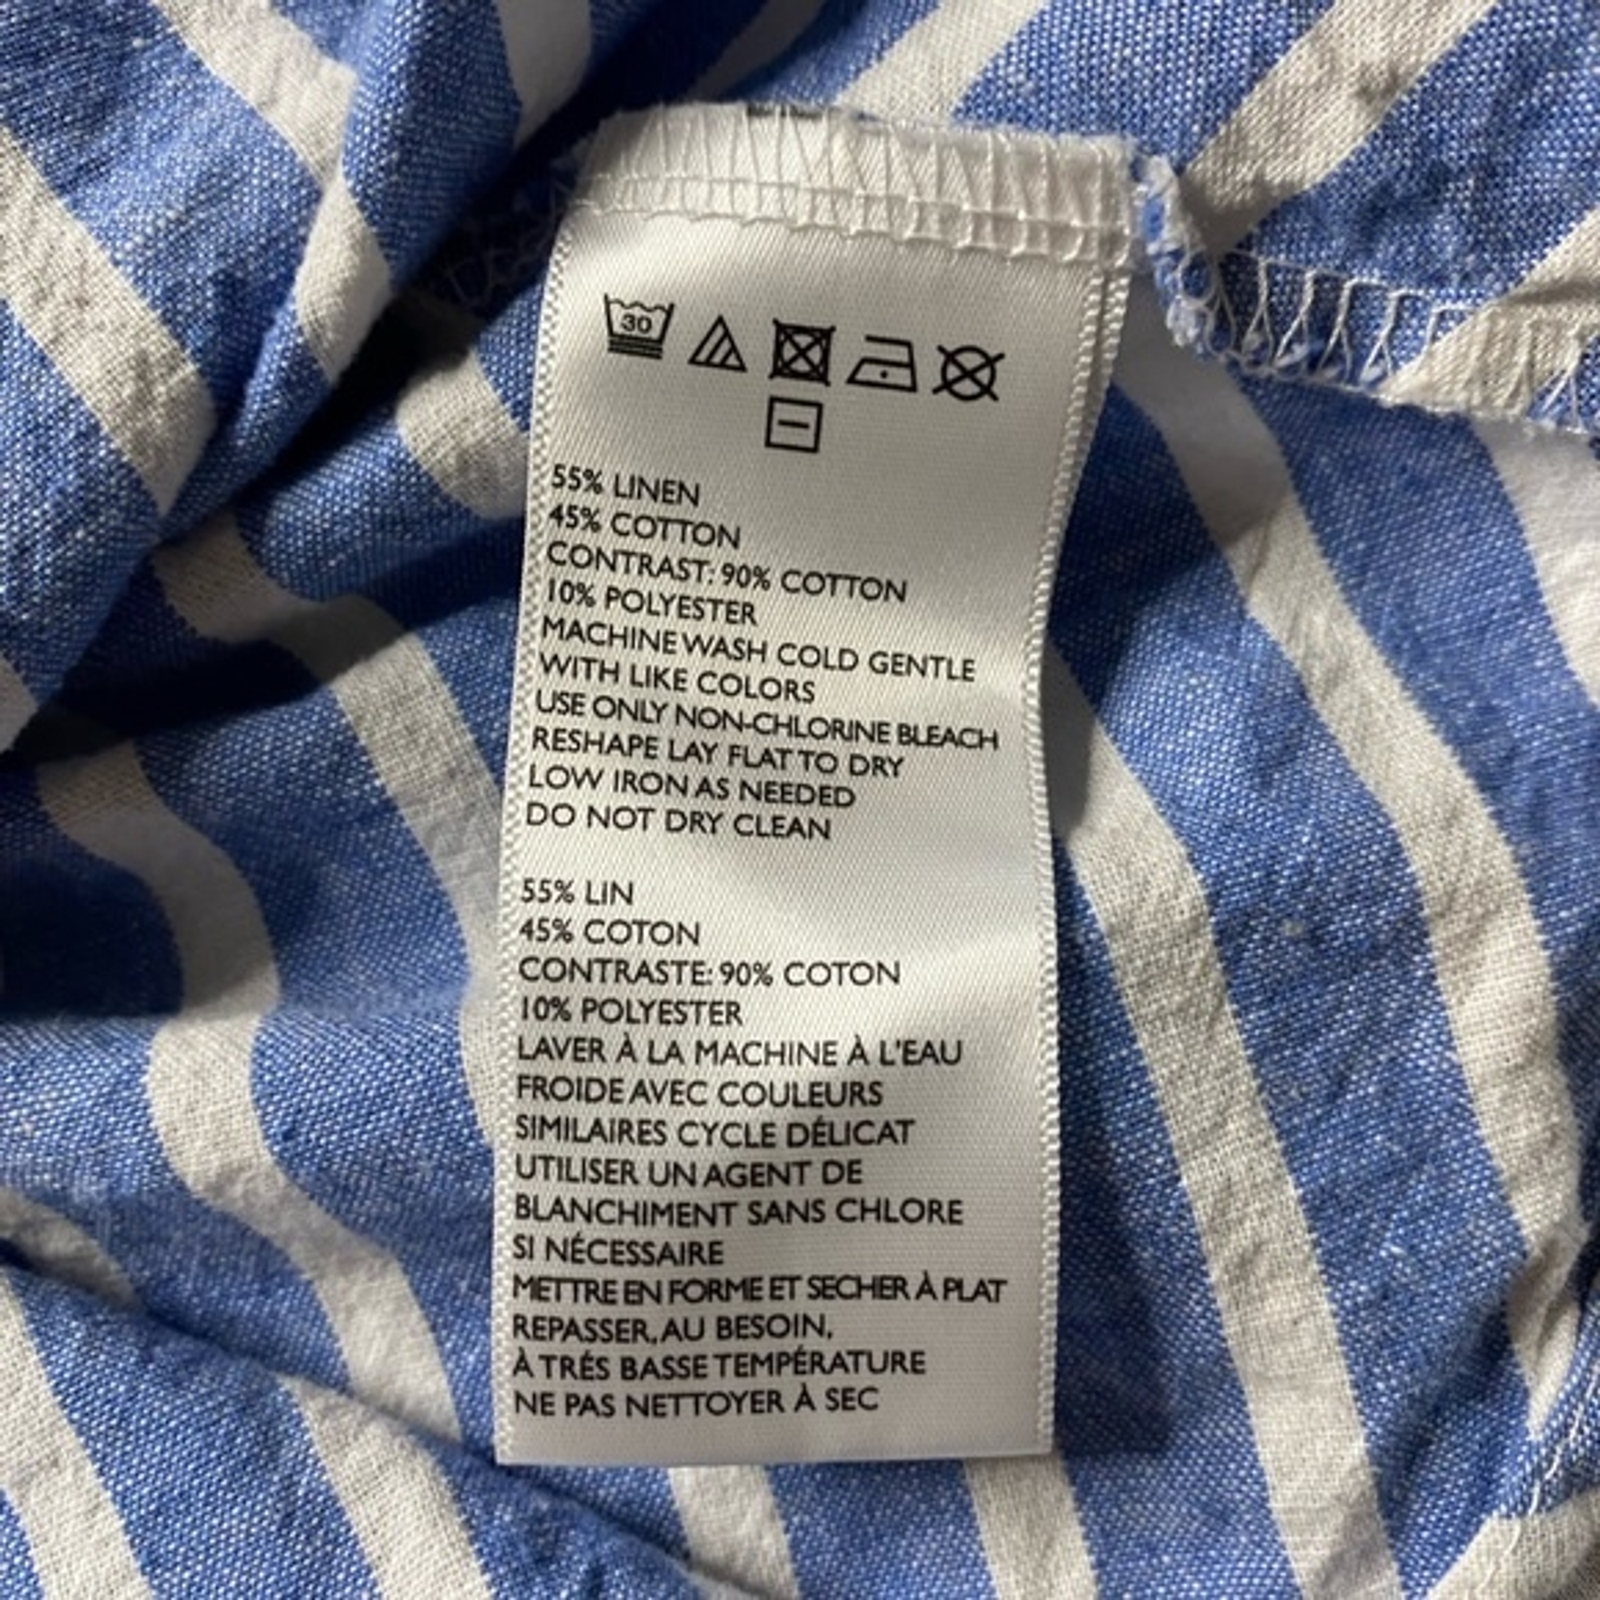 30
55% LINEN
45% COTTON
CONTRAST: 90% COTTON
10% POLYESTER
MACHINE WASH COLD GENTLE
WITH LIKE COLORS
USE ONLY NON-CHLORINE BLEACH
RESHAPE LAY FLAT TO DRY
LOW IRON AS NEEDED
DO NOT DRY CLEAN
55% LIN
45% COTON
CONTRASTE: 90% COTON
10% POLYESTER
LAVER À LA MACHINE À L'EAU
FROIDE AVEC COULEURS
SIMILAIRES CYCLE DÉLICAT
UTILISER UN AGENT DE
BLANCHIMENT SANS CHLORE
SI NÉCESSAIRE
METTRE EN FORME ET SECHER À PLAT
REPASSER, AU BESOIN,
À TRÉS BASSE TEMPÉRATURE
NE PAS NETTOYER À SEC